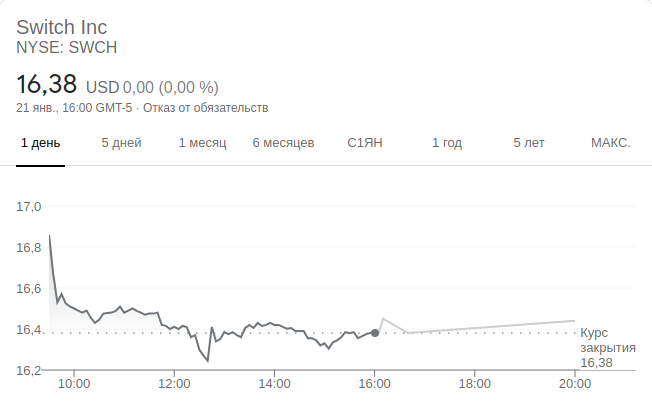 Switch Inc
NYSE: SWCH
16,38 USD 0,00 (0,00 %)
21 янв., 16:00 GMT-5 · Отказ от обязательств
1 день 5 дней 1 месяц 6 месяцев С1ЯН 1 год 5 лет МАКС.
17,0
16,8
16,6
16,4
Курс
закрытия
16,38
16,2
10:00 12:00 14:00 16:00 18:00 20:00